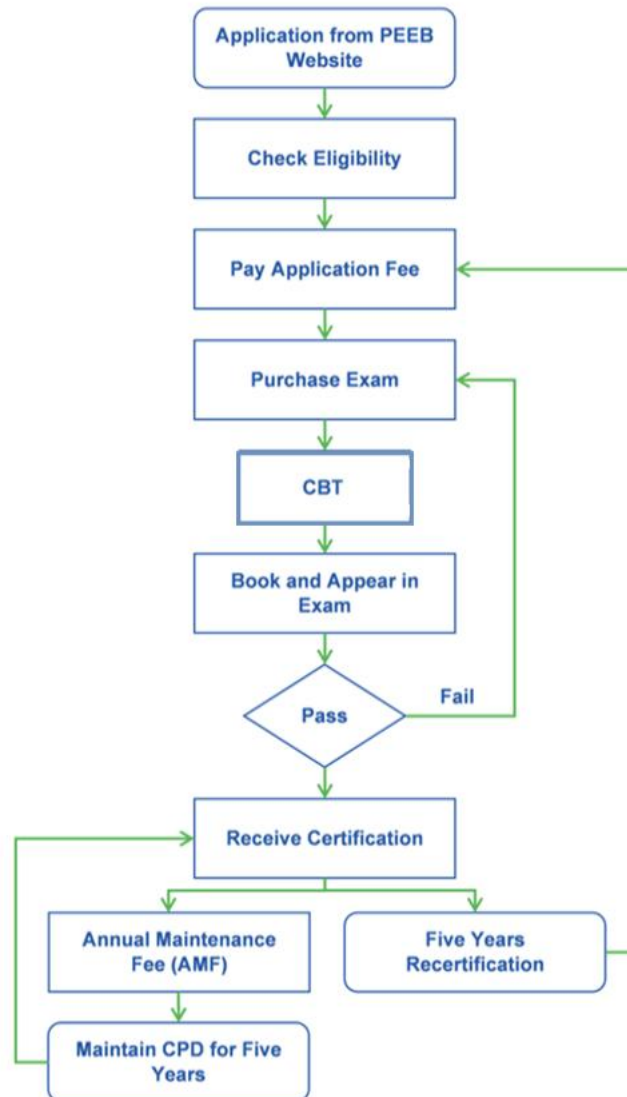 Application from PEEB
Website
Check Eligibility
Pay Application Fee
Purchase Exam
CBT
Book and Appear in
Exam
Pass
Fail
Receive Certification
Annual Maintenance
Fee (AMF)
Five Years
Recertification
Maintain CPD for Five
Years